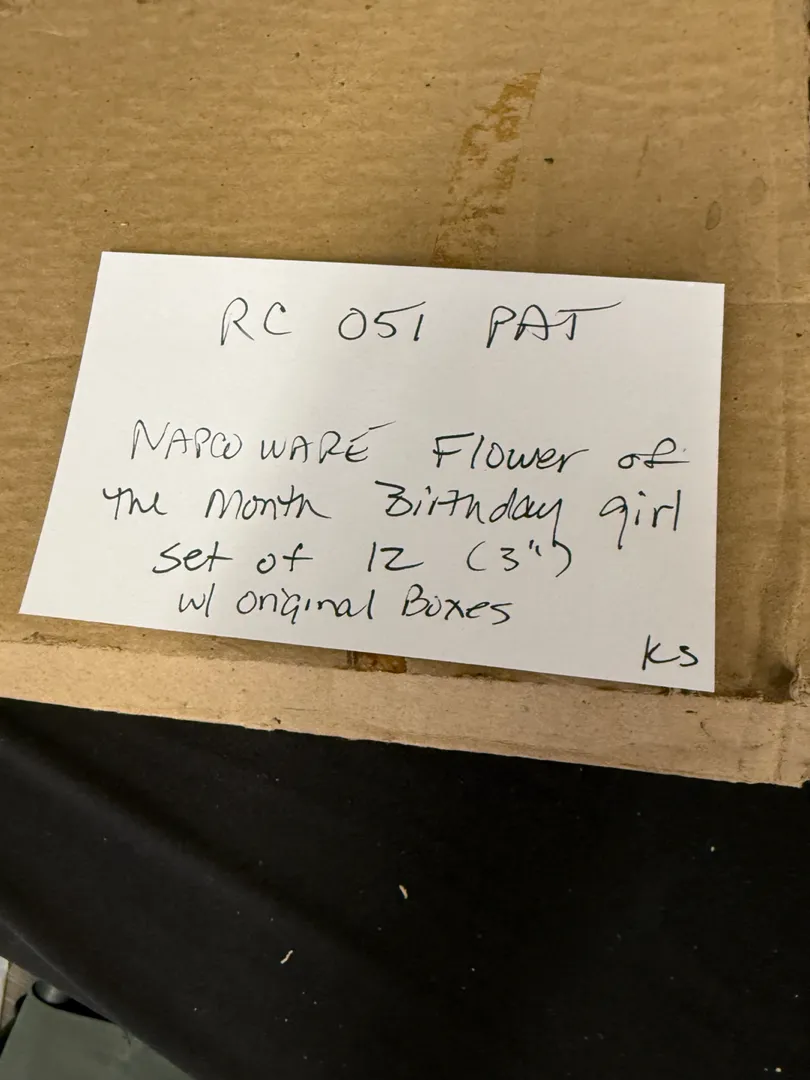 RC 051 PAT
NAPCO WARE Flower of
the Month Birthday girl
set of 12 (3")
w/ original Boxes
KS